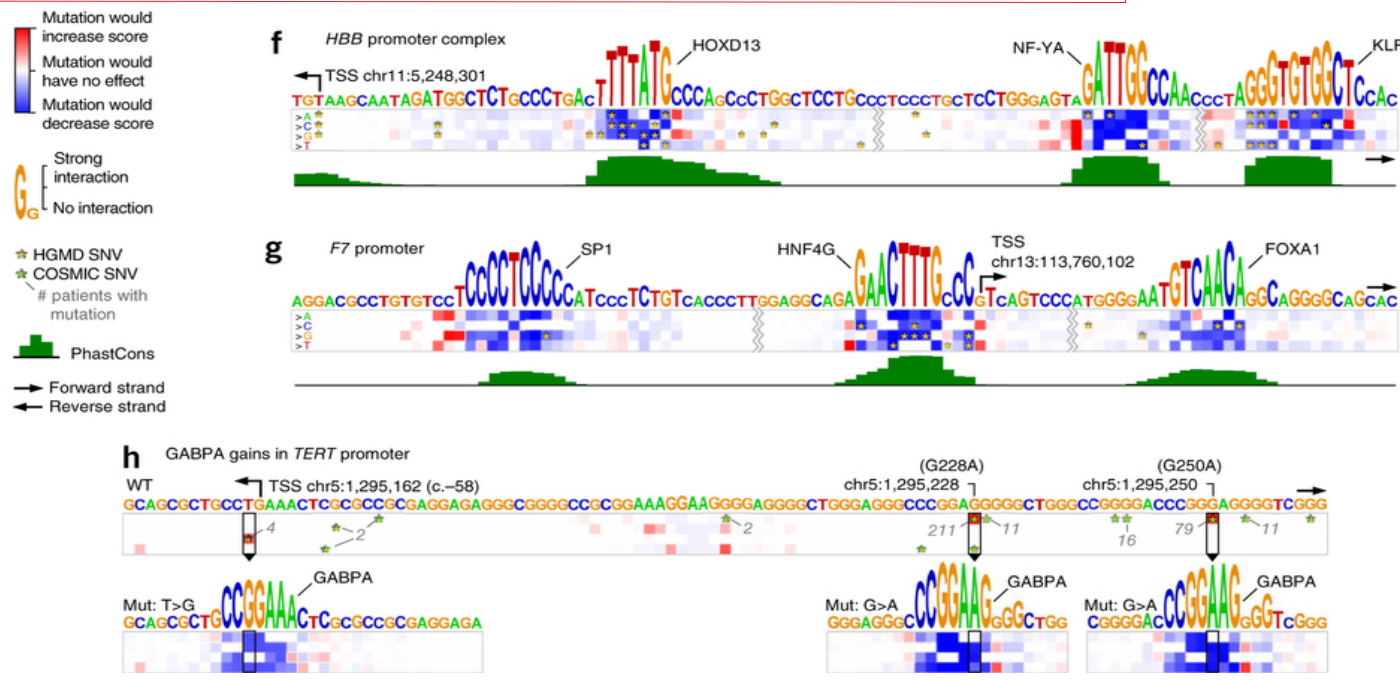 Mutation would
increase score
Mutation would
have no effect
Mutation would
decrease score
Strong
interaction
No interaction
HGMD SNV
COSMIC SNV
# patients with
mutation
PhastCons
Forward strand
Reverse strand
f HBB promoter complex
HOXD13
NF-YA
KLF
TSS chr11:5,248,301
TGTAAGCAATAGATGGCTCTGCCCTGACTTTTATGCCCAGCCCTGGCTCCTGCCCTCCCTGCTCCTGGGAGTAGATTGGCCAACCCTAGGGTGTGGCTCCAC
>A
>C
>G
>T
g F7 promoter
SP1
HNF4G
TSS
chr13:113,760,102
FOXA1
AGGACGCCTGTGTCCTCCCCTCCCCCATCCCTCTGTCACCCTTGGAGGCAGAGAACTTTGCCCGTCAGTCCCATGGGGAATGTCAACAGGCAGGGGCAGCAC
>A
>C
>G
>T
h GABPA gains in TERT promoter
WT
TSS chr5:1,295,162 (c.–58)
(G228A)
chr5:1,295,228
(G250A)
chr5:1,295,250
GCAGCGCTGCCTGAAACTCGCGCCGCGAGGAGAGGGCGGGGCCGCGGAAAGGAAGGGGAGGGGCTGGGAGGGCCCGGAGGGGGCTGGGCCGGGGACCCGGGAGGGGTCGGG
4
2
2
2
211
11
16
79
11
GABPA
GABPA
GABPA
Mut: T>G
GCAGCGCTGCCGGAAACTCGCGCCGCGAGGAGA
Mut: G>A
GGGAGGGCCCGGAAGGGGCTGG
Mut: G>A
CGGGGACCCGGAAGGGGTCGGG